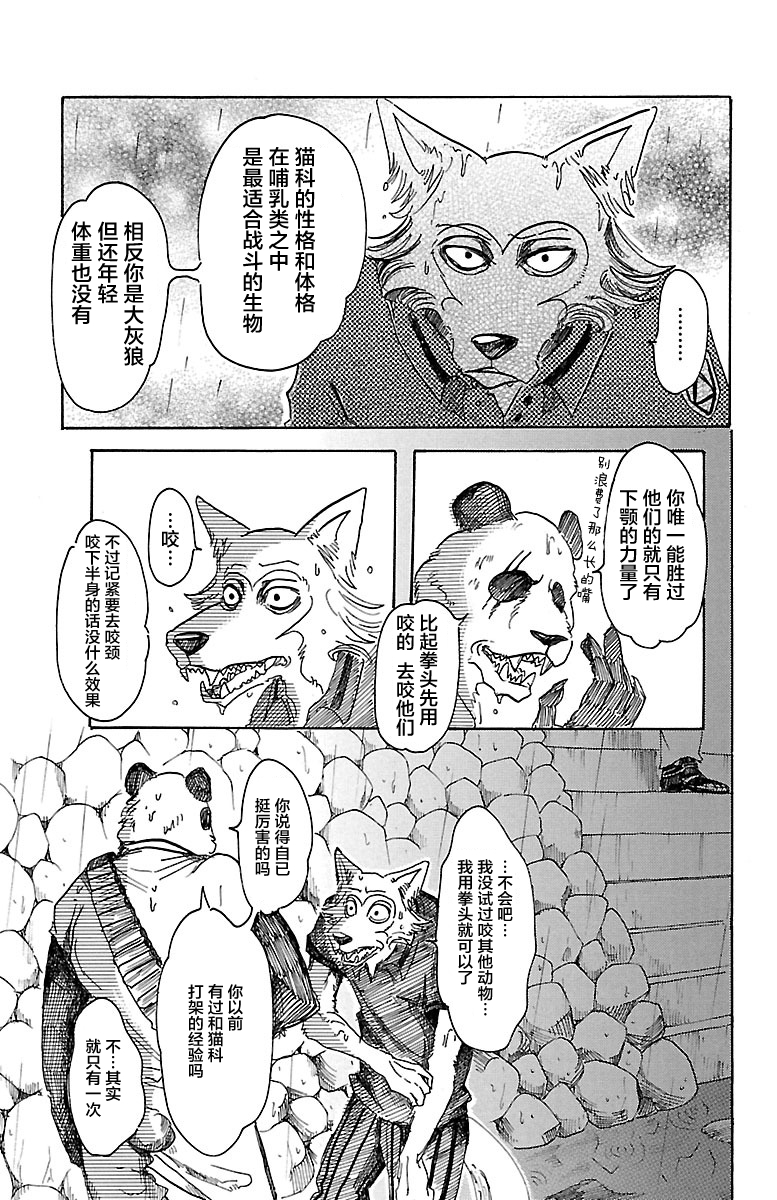 ………
猫科的性格和体格
在哺乳类之中
是最适合战斗的生物
相反你是大灰狼
但还年轻
体重也没有
你唯一能胜过
他们的就只有
下颚的力量了
别浪费了那么长的嘴
比起拳头先用
咬的 去咬他们
…咬…
不过记紧要去咬颈
咬下半身的话没什么效果
…不会吧…
我没试过咬其他动物…
我用拳头就可以了
你说得自已
挺厉害的吗
你以前
有过和猫科
打架的经验吗
不…其实
就只有一次